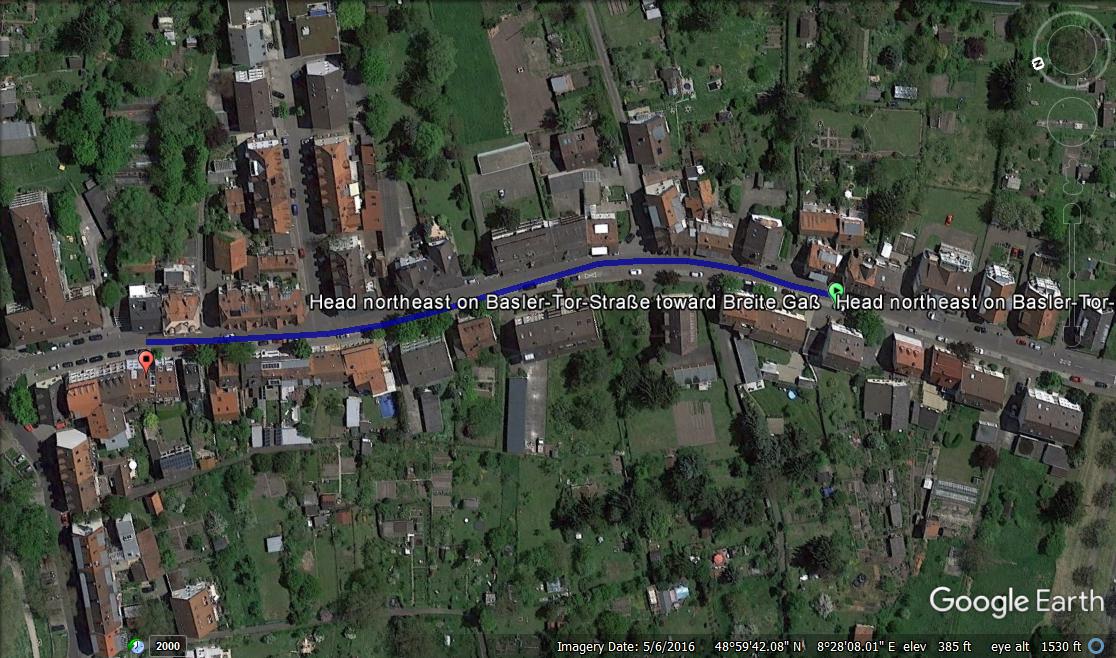 N
Head northeast on Basler-Tor-Straße toward Breite Gaß
Head northeast on Basler-Tor-
Google Earth
2000
Imagery Date: 5/6/2016 48°59'42.08" N 8°28'08.01" E elev 385 ft eye alt 1530 ft